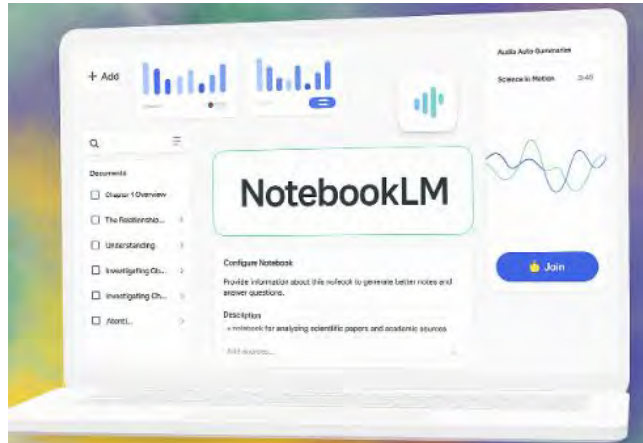 + Add
Audio Auto Summaries
Science in Motion
Documents
Chapter 1 Overview
The Relationship...
Understanding
Investigating
Investigating Ch...
NotebookLM
Configure Notebook
Provide information about this
to generate better notes and
answer questions.
Description
a notebook for analyzing scientific papers and academic sources
Add sources...
Join